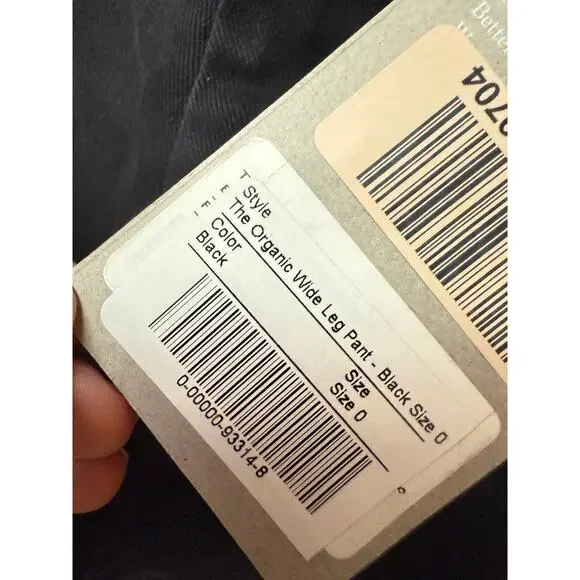 Better
704
Style
The Organic Wide Leg Pant - Black Size 0
Color Size
Black Size 0
0-00000-93314-8